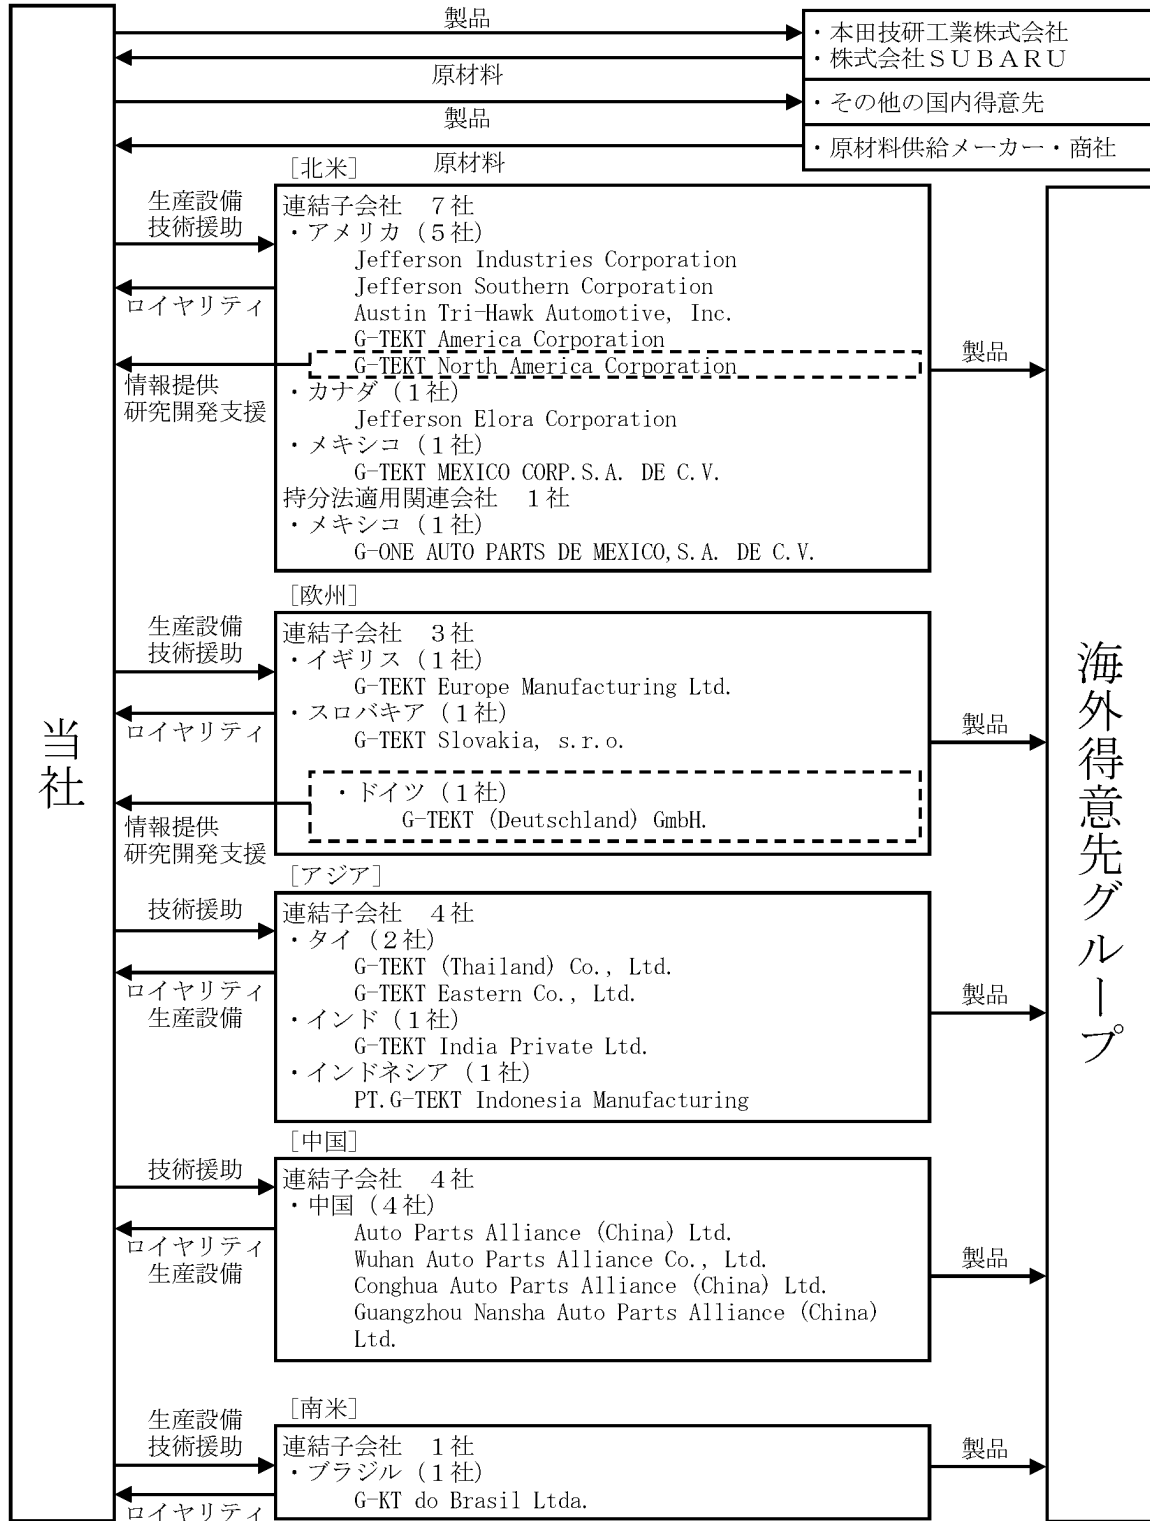 製品
・本田技研工業株式会社
・株式会社ＳＵＢＡＲＵ
原材料
・その他の国内得意先
製品
・原材料供給メーカー・商社
原材料
［北米］
生産設備
技術援助
ロイヤリティ
情報提供
研究開発支援
連結子会社　７社
・アメリカ（５社）
Jefferson Industries Corporation
Jefferson Southern Corporation
Austin Tri-Hawk Automotive, Inc.
G-TEKT America Corporation
G-TEKT North America Corporation
・カナダ（１社）
Jefferson Elora Corporation
・メキシコ（１社）
G-TEKT MEXICO CORP.S.A. DE C.V.
持分法適用関連会社　１社
・メキシコ（１社）
G-ONE AUTO PARTS DE MEXICO,S.A. DE C.V.
製品
［欧州］
生産設備
技術援助
ロイヤリティ
情報提供
研究開発支援
連結子会社　３社
・イギリス（１社）
G-TEKT Europe Manufacturing Ltd.
・スロバキア（１社）
G-TEKT Slovakia, s.r.o.
・ドイツ（１社）
G-TEKT (Deutschland) GmbH.
製品
当社
海外得意先グループ
［アジア］
技術援助
ロイヤリティ
生産設備
連結子会社　４社
・タイ（２社）
G-TEKT (Thailand) Co., Ltd.
G-TEKT Eastern Co., Ltd.
・インド（１社）
G-TEKT India Private Ltd.
・インドネシア（１社）
PT.G-TEKT Indonesia Manufacturing
製品
［中国］
技術援助
ロイヤリティ
生産設備
連結子会社　４社
・中国（４社）
Auto Parts Alliance (China) Ltd.
Wuhan Auto Parts Alliance Co., Ltd.
Conghua Auto Parts Alliance (China) Ltd.
Guangzhou Nansha Auto Parts Alliance (China)
Ltd.
製品
［南米］
生産設備
技術援助
ロイヤリティ
連結子会社　１社
・ブラジル（１社）
G-KT do Brasil Ltda.
製品